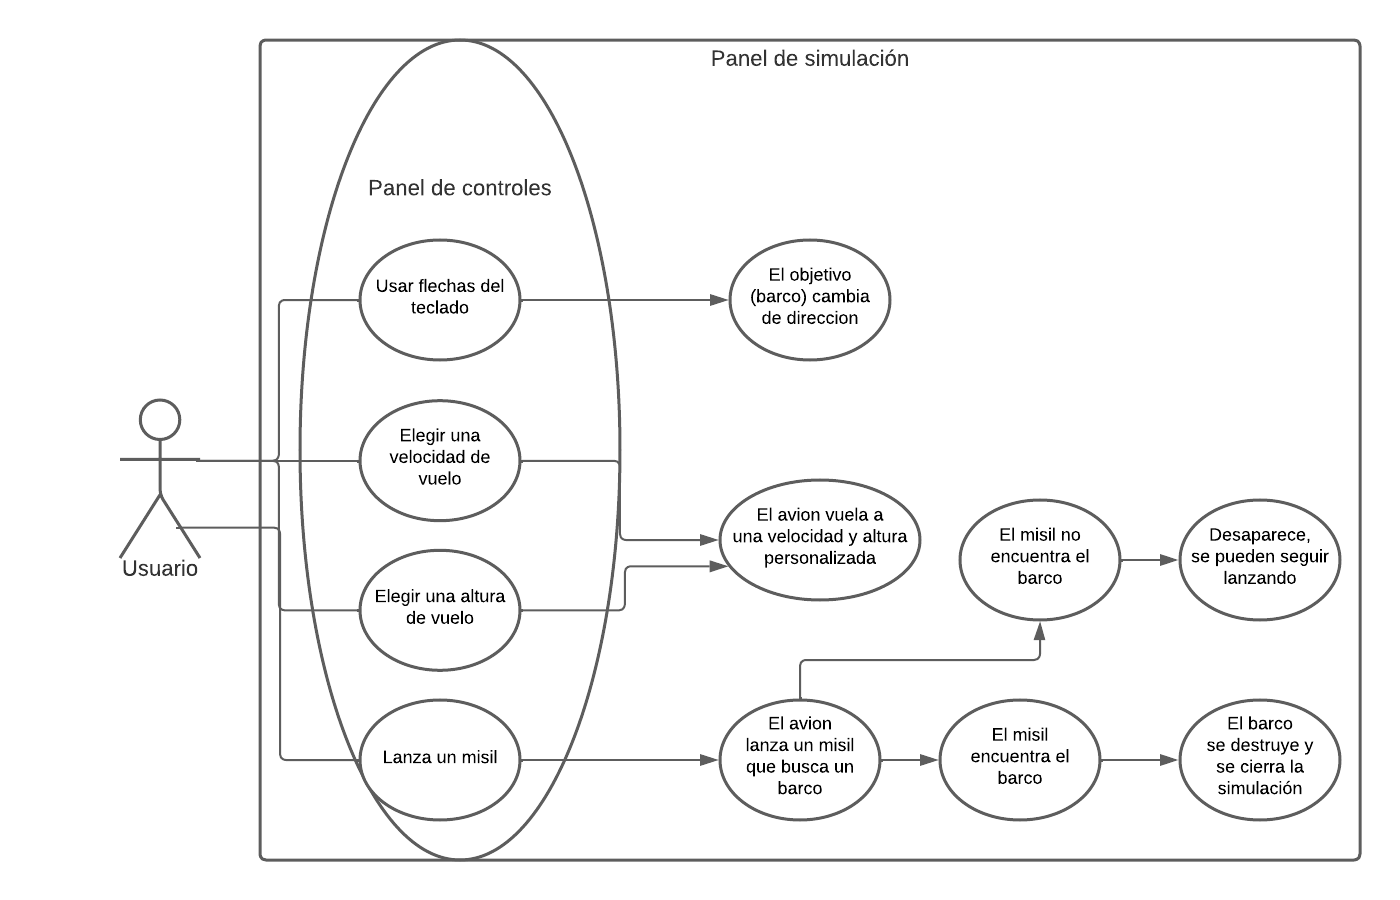 Panel de simulación
Panel de controles
Usar flechas del
teclado
El objetivo
(barco) cambia
de direccion
Elegir una
velocidad de
vuelo
El avion vuela a
una velocidad y altura
personalizada
El misil no
encuentra el
barco
Desaparece,
se pueden seguir
lanzando
Usuario
Elegir una altura
de vuelo
Lanza un misil
El avion
lanza un misil
que busca un
barco
El misil
encuentra el
barco
El barco
se destruye y
se cierra la
simulación